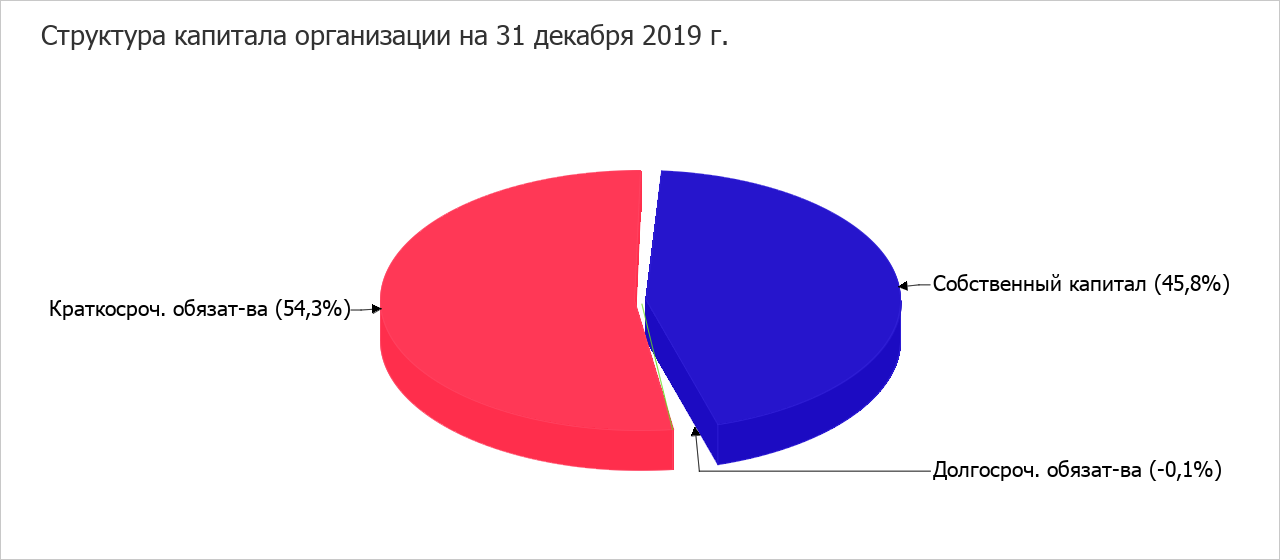 Структура капитала организации на 31 декабря 2019 г.
Собственный капитал (45,8%)
Краткосроч. обязат-ва (54,3%)
Долгосроч. обязат-ва (-0,1%)